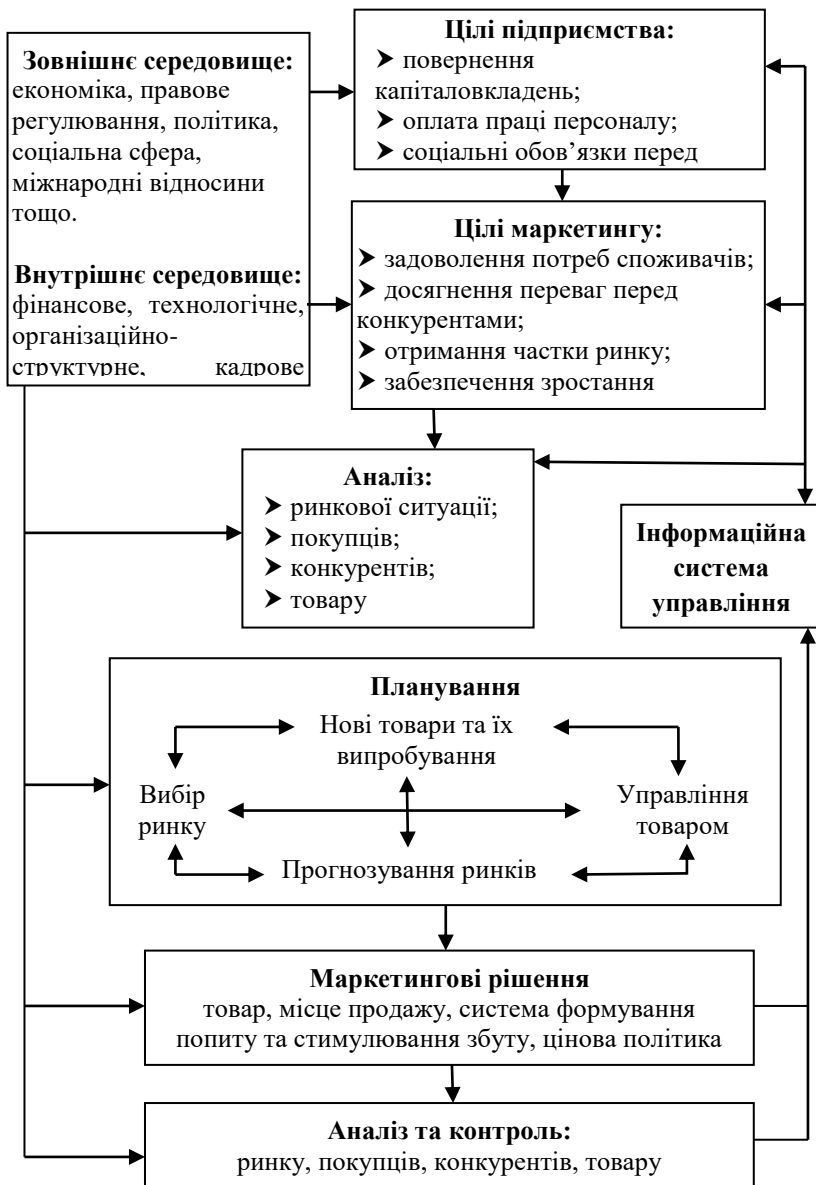 Зовнішнє середовище:
економіка, правове
регулювання, політика,
соціальна сфера,
міжнародні відносини
тощо.
Внутрішнє середовище:
фінансове, технологічне,
організаційно-
структурне, кадрове
Цілі підприємства:
➤ повернення
капіталовкладень;
➤ оплата праці персоналу;
➤ соціальні обов’язки перед
Цілі маркетингу:
➤ задоволення потреб споживачів;
➤ досягнення переваг перед
конкурентами;
➤ отримання частки ринку;
➤ забезпечення зростання
Аналіз:
➤ ринкової ситуації;
➤ покупців;
➤ конкурентів;
➤ товару
Інформаційна
система
управління
Планування
Нові товари та їх
випробування
Вибір
ринку
Управління
товаром
Прогнозування ринків
Маркетингові рішення
товар, місце продажу, система формування
попиту та стимулювання збуту, цінова політика
Аналіз та контроль:
ринку, покупців, конкурентів, товару